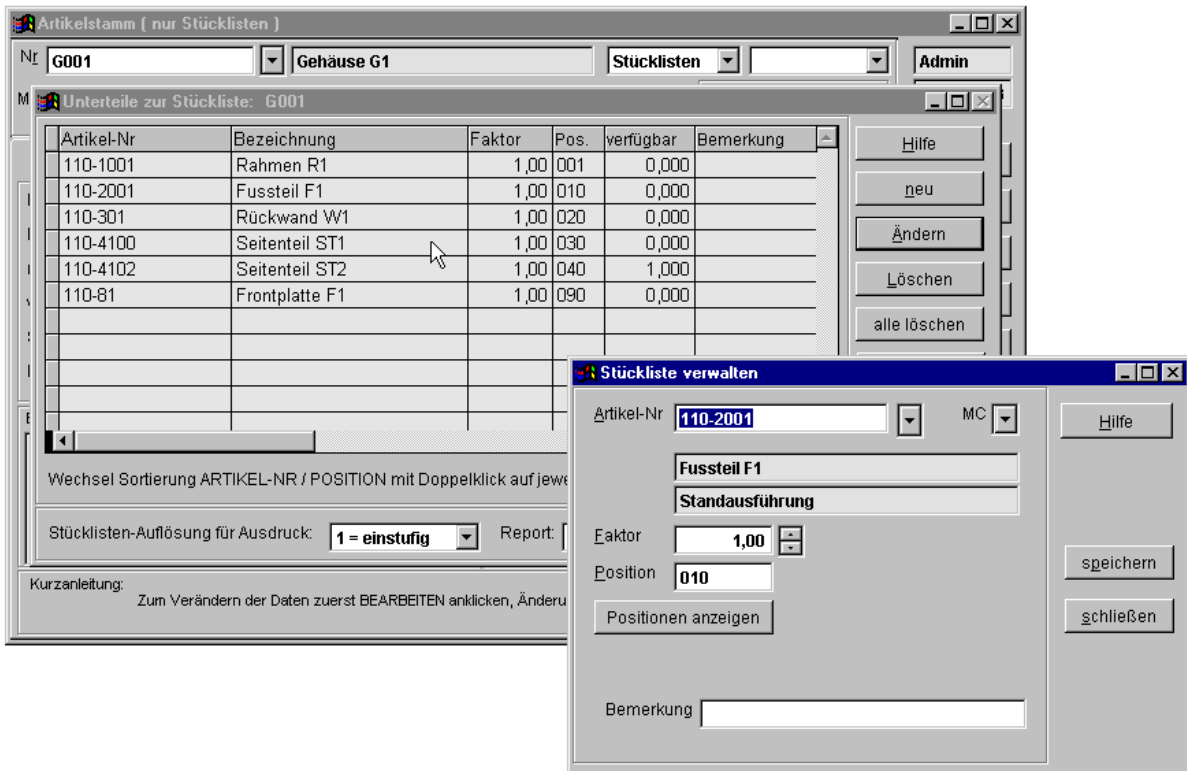 Artikelstamm ( nur Stücklisten )
Nr G001 Gehäuse G1 Stücklisten Admin
M
Unterteile zur Stückliste: G001
Artikel-Nr Bezeichnung Faktor Pos. verfügbar Bemerkung
110-1001 Rahmen R1 1,00 001 0,000
110-2001 Fussteil F1 1,00 010 0,000
110-301 Rückwand W1 1,00 020 0,000
110-4100 Seitenteil ST1 1,00 030 0,000
110-4102 Seitenteil ST2 1,00 040 1,000
110-81 Frontplatte F1 1,00 090 0,000
Hilfe
neu
Ändern
Löschen
alle löschen
Wechsel Sortierung ARTIKEL-NR / POSITION mit Doppelklick auf jewe
Stücklisten-Auflösung für Ausdruck: 1 = einstufig Report:
Kurzanleitung:
Zum Verändern der Daten zuerst BEARBEITEN anklicken, Änderu
Stückliste verwalten
Artikel-Nr 110-2001 MC
Fussteil F1
Standausführung
Faktor 1,00
Position 010
Positionen anzeigen
Bemerkung
Hilfe
speichern
schließen